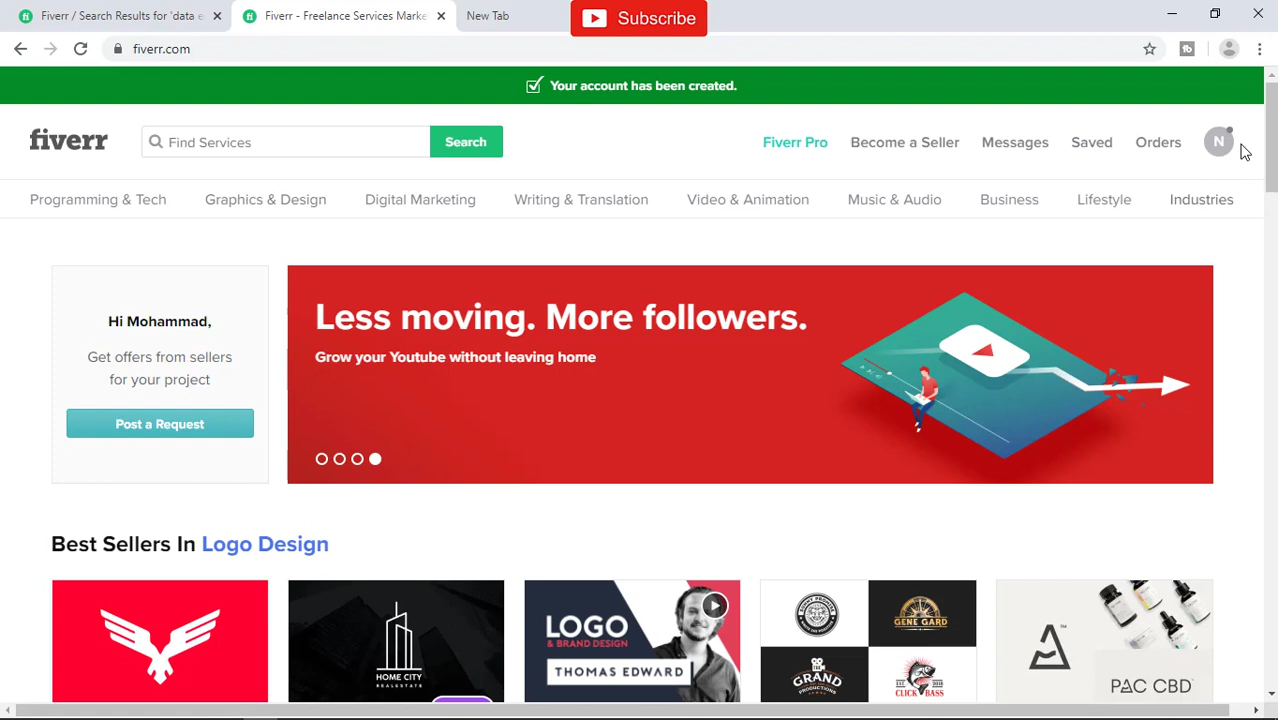 Fiverr / Search Results for 'data e
Fiverr - Freelance Services Marke
New Tab
Subscribe
fiverr.com
Your account has been created.
fiverr
Find Services
Search
Fiverr Pro
Become a Seller
Messages
Saved
Orders
N
Programming & Tech
Graphics & Design
Digital Marketing
Writing & Translation
Video & Animation
Music & Audio
Business
Lifestyle
Industries
Hi Mohammad,
Get offers from sellers
for your project
Post a Request
Less moving. More followers.
Grow your Youtube without leaving home
Best Sellers In Logo Design
HOME CITY
REALESTATE
LOGO
& BRAND DESIGN
THOMAS EDWARD
GENE GARD
THE
GRAND
PRODUCTIONS
CLICK BASS
PAC CBD